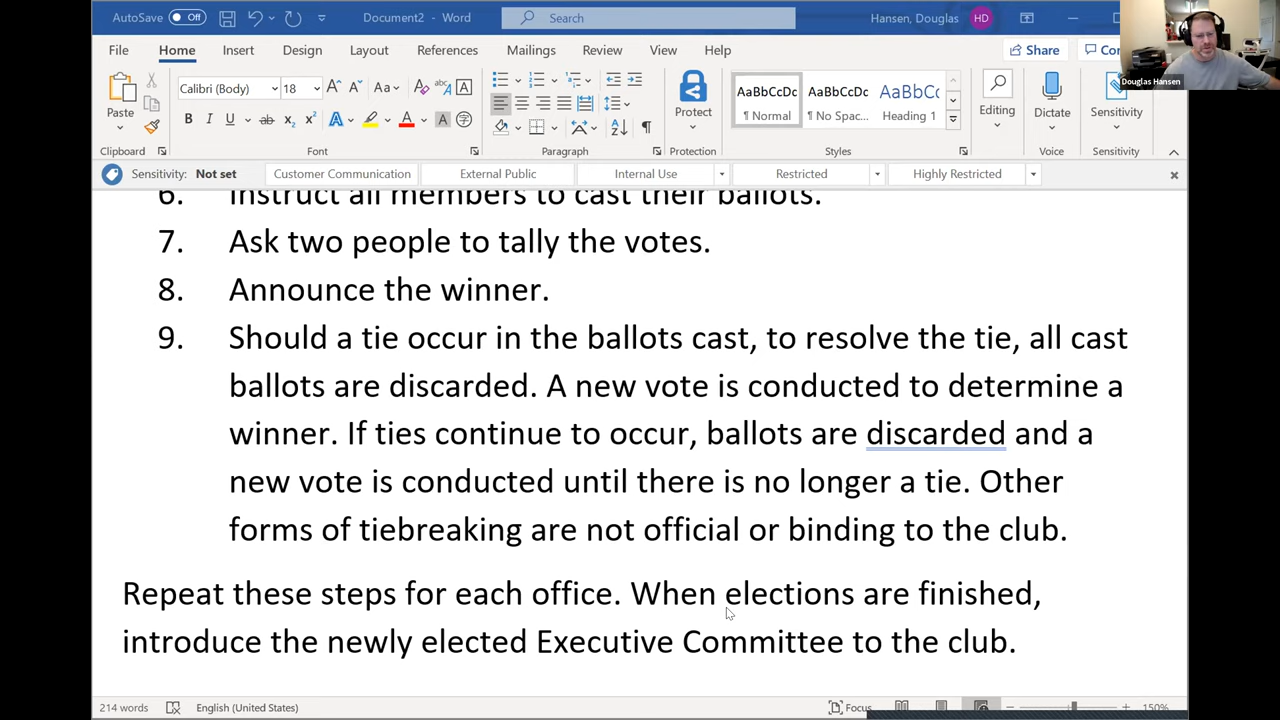 AutoSave Off Document2 - Word Search Hansen, Douglas HD
File Home Insert Design Layout References Mailings Review View Help Share
Douglas Hansen
Calibri (Body) 18
Paste Protect AaBbCcDc AaBbCcDc Editing Dictate Sensitivity
¶ Normal ¶ No Spac... Heading 1
Clipboard Font Paragraph Protection Styles Voice Sensitivity
Sensitivity: Not set Customer Communication External Public Internal Use Restricted Highly Restricted
6. Instruct all members to cast their ballots.
7. Ask two people to tally the votes.
8. Announce the winner.
9. Should a tie occur in the ballots cast, to resolve the tie, all cast
ballots are discarded. A new vote is conducted to determine a
winner. If ties continue to occur, ballots are discarded and a
new vote is conducted until there is no longer a tie. Other
forms of tiebreaking are not official or binding to the club.
Repeat these steps for each office. When elections are finished,
introduce the newly elected Executive Committee to the club.
214 words English (United States) Focus 150%